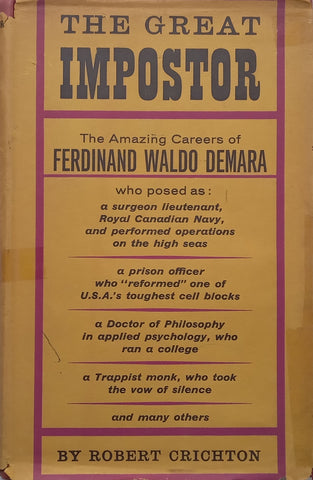 THE GREAT
IMPOSTOR
The Amazing Careers of
FERDINAND WALDO DEMARA
who posed as:
a surgeon lieutenant,
Royal Canadian Navy,
and performed operations
on the high seas
a prison officer
who "reformed" one of
U.S.A.'s toughest cell blocks
a Doctor of Philosophy
in applied psychology, who
ran a college
a Trappist monk, who took
the vow of silence
and many others
BY ROBERT CRICHTON